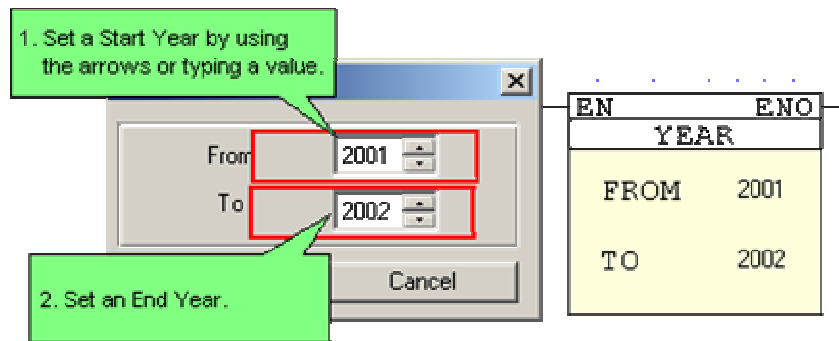 1. Set a Start Year by using
the arrows or typing a value.
From 2001
To 2002
2. Set an End Year.
Cancel
EN ENO
YEAR
FROM 2001
TO 2002